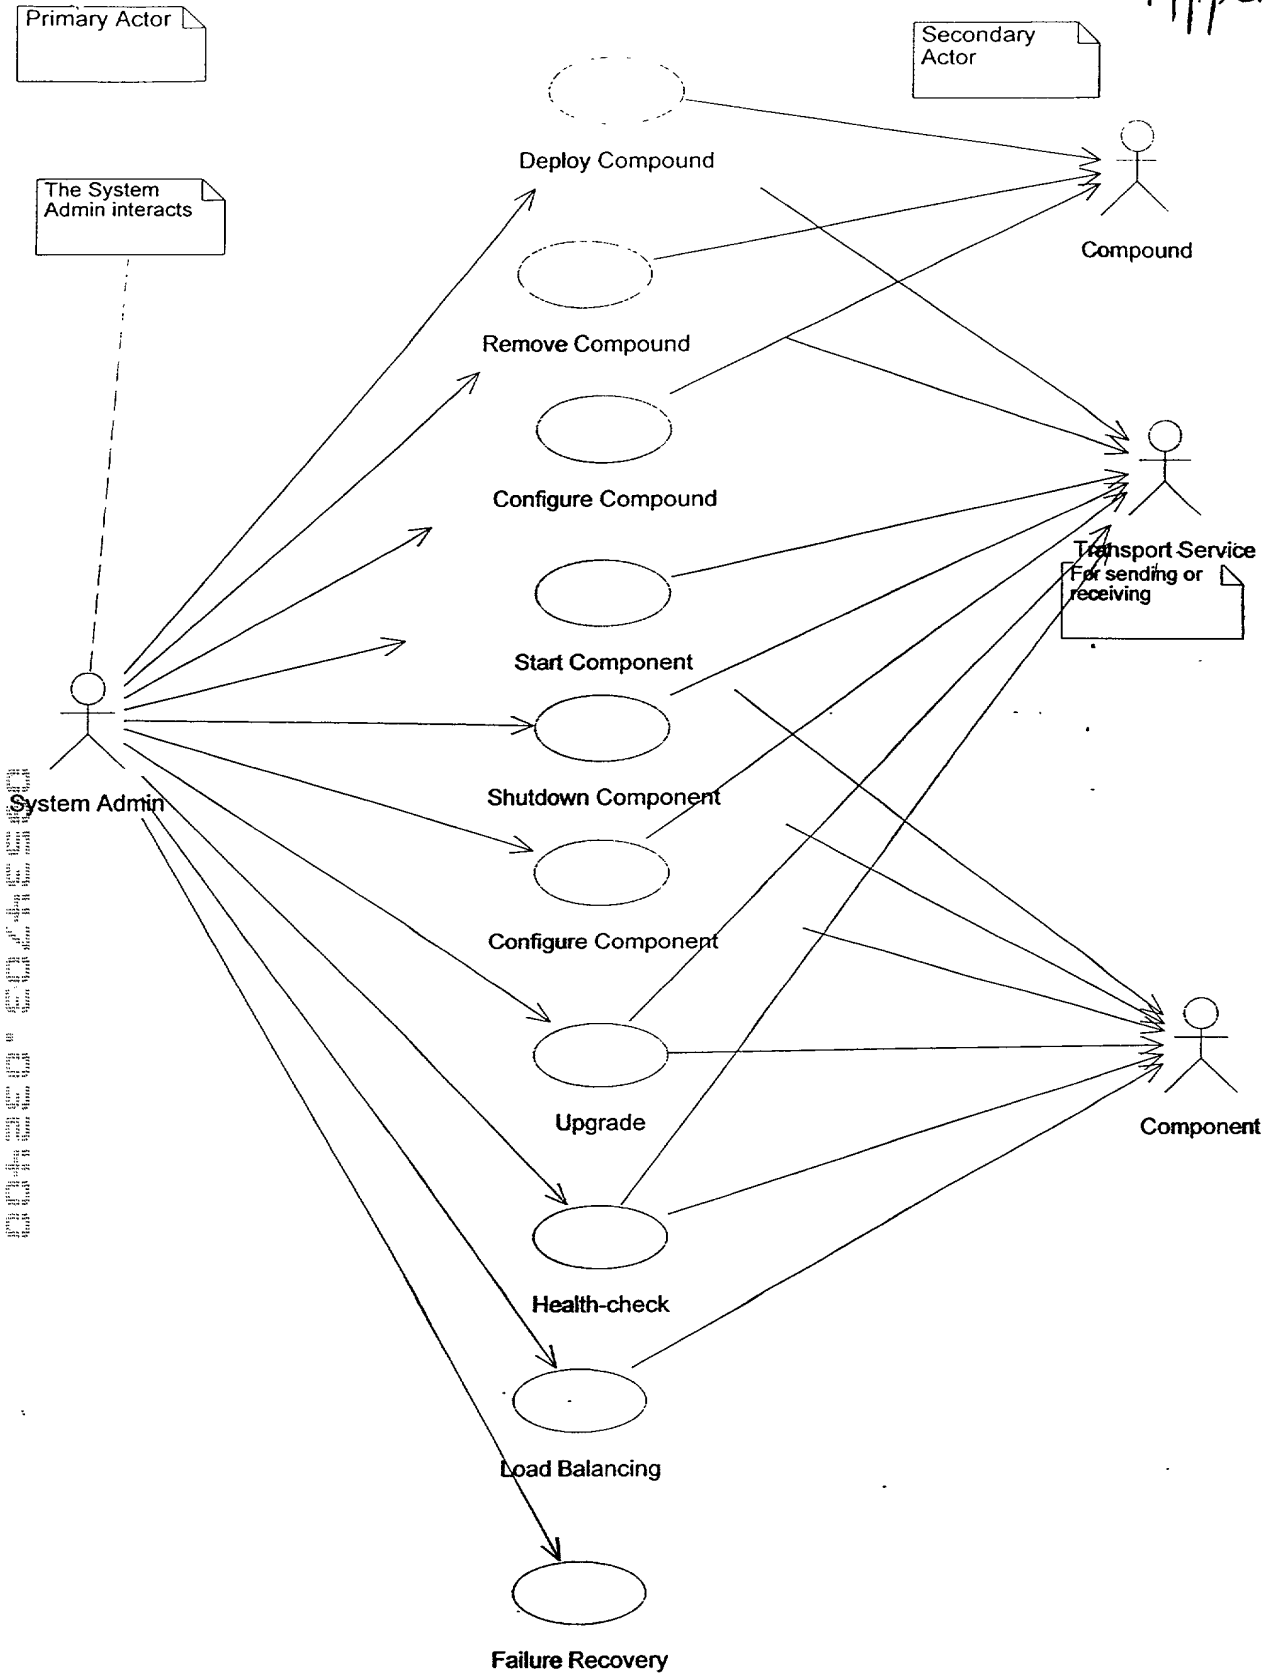 Primary Actor
Secondary
Actor
Deploy Compound
The System
Admin interacts
Compound
Remove Compound
Configure Compound
Transport Service
For sending or
receiving
Start Component
System Admin
Shutdown Component
Configure Component
Upgrade
Component
Health-check
Load Balancing
Failure Recovery